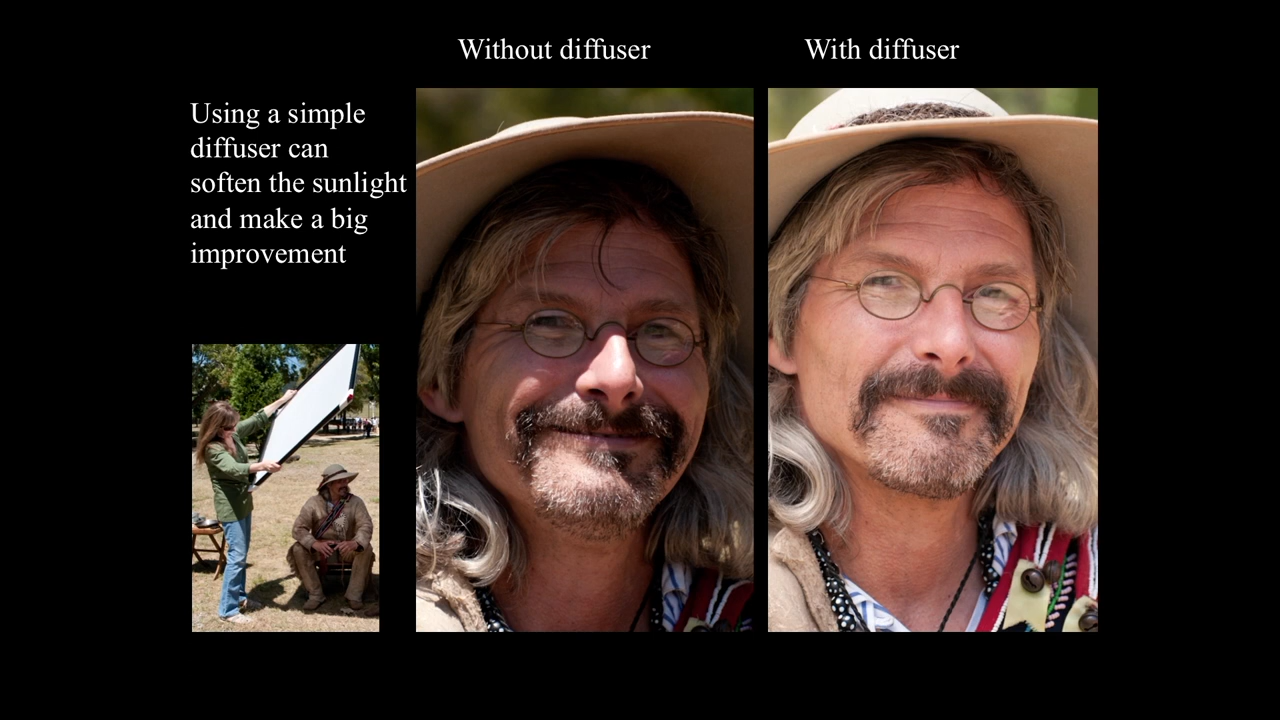 Without diffuser
With diffuser
Using a simple
diffuser can
soften the sunlight
and make a big
improvement